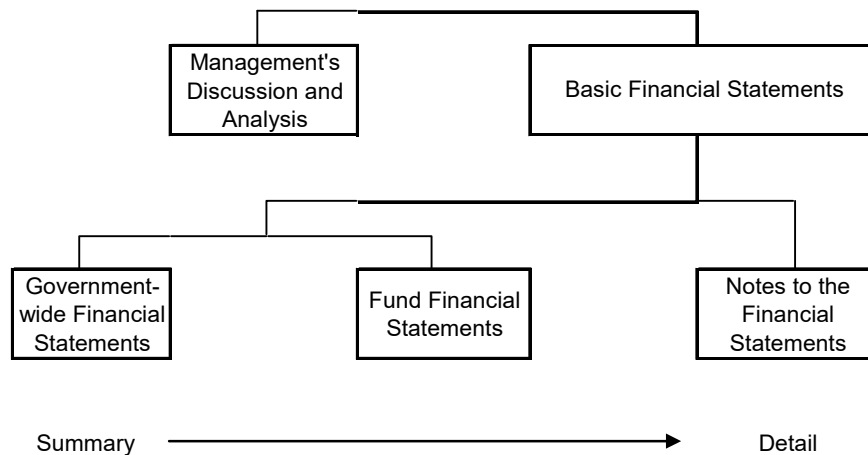 Management's
Discussion and
Analysis
Basic Financial Statements
Government-
wide Financial
Statements
Fund Financial
Statements
Notes to the
Financial
Statements
Summary
Detail